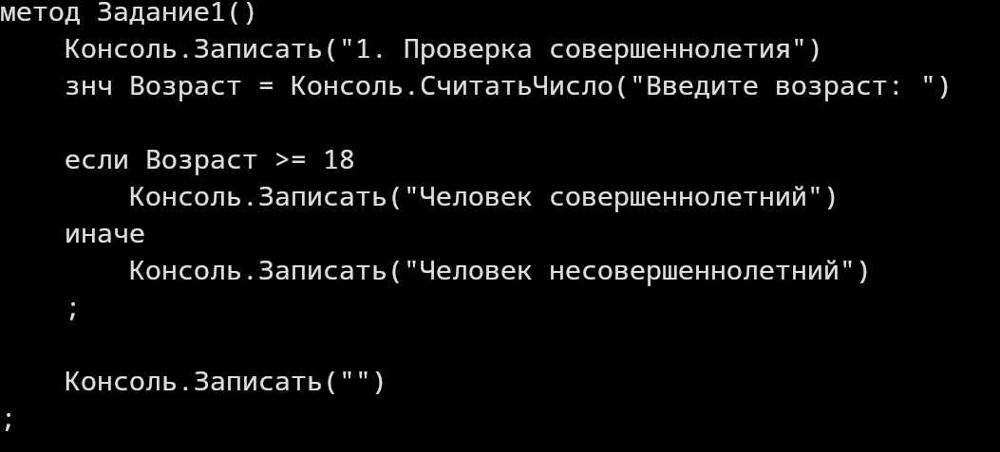 метод Задание1()
    Консоль.Записать("1. Проверка совершеннолетия")
    знч Возраст = Консоль.СчитатьЧисло("Введите возраст: ")

    если Возраст >= 18
        Консоль.Записать("Человек совершеннолетний")
    иначе
        Консоль.Записать("Человек несовершеннолетний")
    ;

    Консоль.Записать("")
;